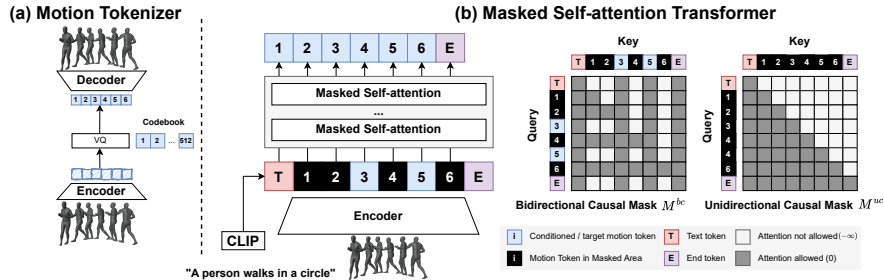 (a) Motion Tokenizer
Decoder
1 2 3 4 5 6
Codebook
VQ
1 2 ... 512
Encoder
(b) Masked Self-attention Transformer
1 2 3 4 5 6 E
Masked Self-attention
...
Masked Self-attention
T 1 2 3 4 5 6 E
Encoder
CLIP
"A person walks in a circle"
Key
T 1 2 3 4 5 6 E
Query
T
1
2
3
4
5
6
E
Bidirectional Causal Mask M^{bc}
Key
T 1 2 3 4 5 6 E
Query
T
1
2
3
4
4
6
E
Unidirectional Causal Mask M^{uc}
i Conditioned / target motion token
T Text token
Attention not allowed(−∞)
i Motion Token in Masked Area
E End token
Attention allowed (0)